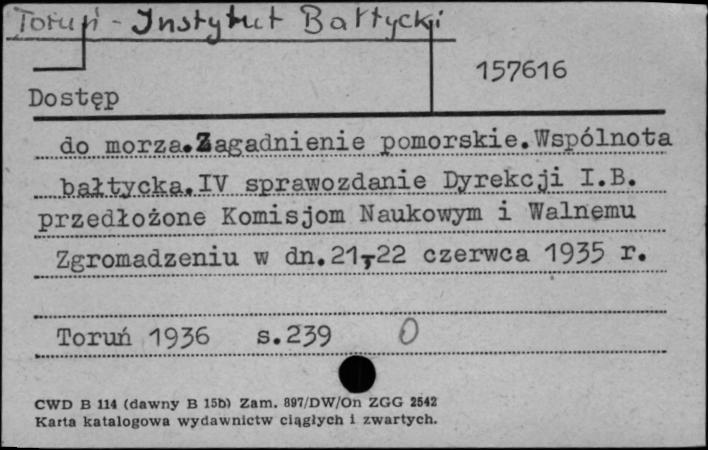 Toruń - Instytut Bałtycki
157616
Dostęp
do morza.Zagadnienie pomorskie.Wspólnota
bałtycka.IV sprawozdanie Dyrekcji I.B.
przedłożone Komisjom Naukowym i Walnemu
Zgromadzeniu w dn.21,-22 czerwca 1935 r.
Toruń 1936 s.239 0
CWD B 114 (dawny B 15b) Zam. 897/DW/On ZGG 2542
Karta katalogowa wydawnictw ciągłych i zwartych.